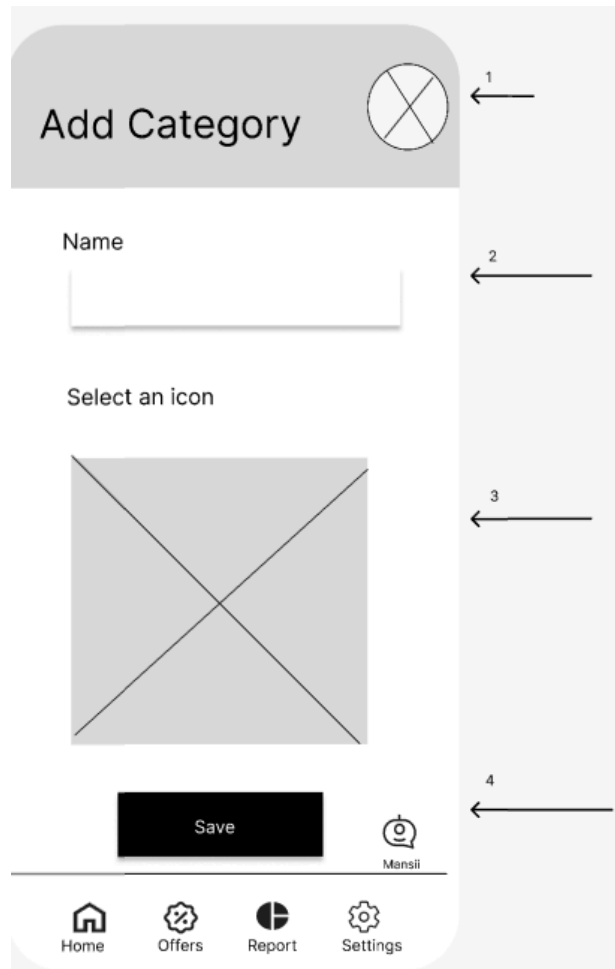 1
Add Category
Name
2
Select an icon
3
4
Save
Mansii
Home Offers Report Settings